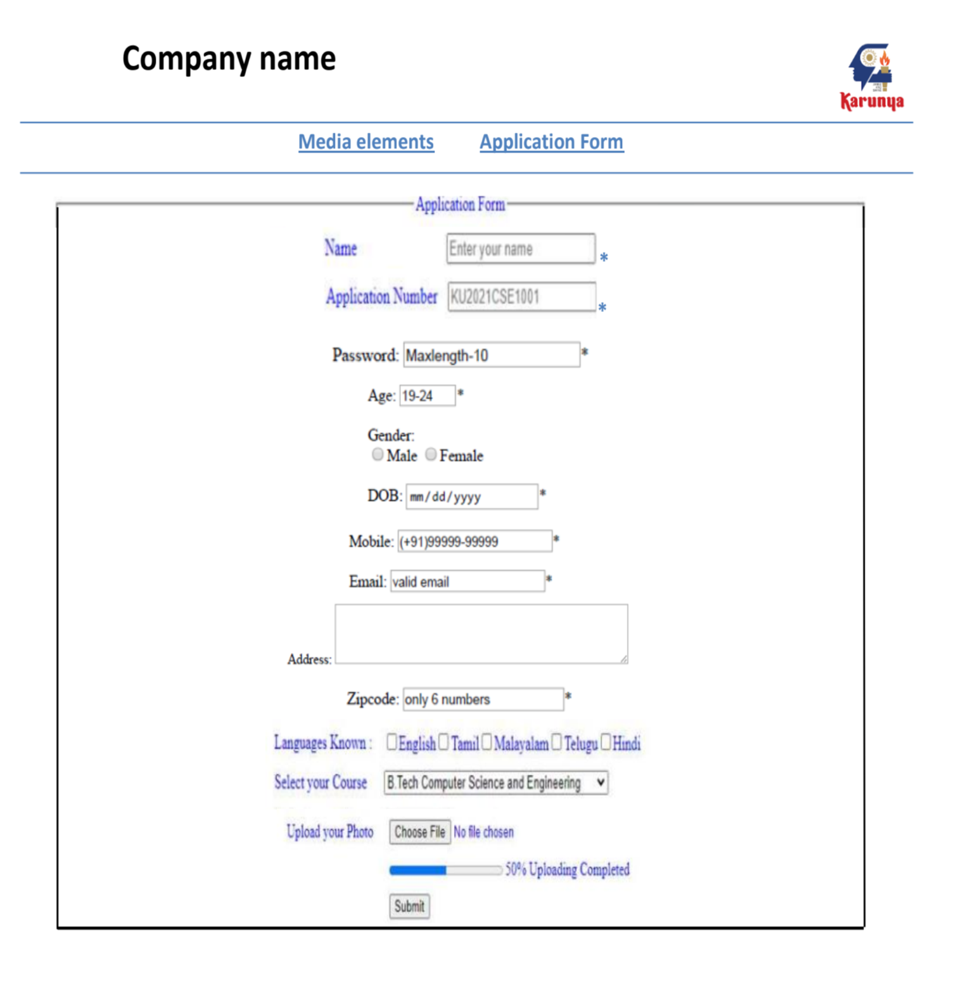 Company name
Karunya
Media elements Application Form
Application Form
Name Enter your name *
Application Number KU2021CSE1001 *
Password: Maxlength-10 *
Age: 19-24 *
Gender:
Male Female
DOB: mm/dd/yyyy *
Mobile: (+91)99999-99999 *
Email: valid email *
Address:
Zipcode: only 6 numbers *
Languages Known : English Tamil Malayalam Telugu Hindi
Select your Course B.Tech Computer Science and Engineering
Upload your Photo Choose File No file chosen
50% Uploading Completed
Submit